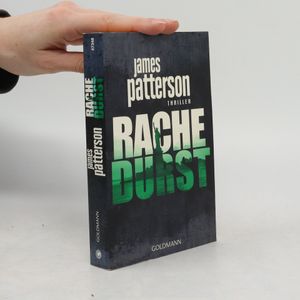 james
patterson
THRILLER
RACHE
DURST
GOLDMANN
james
patterson
RACHE
DURST
GOLDMANN